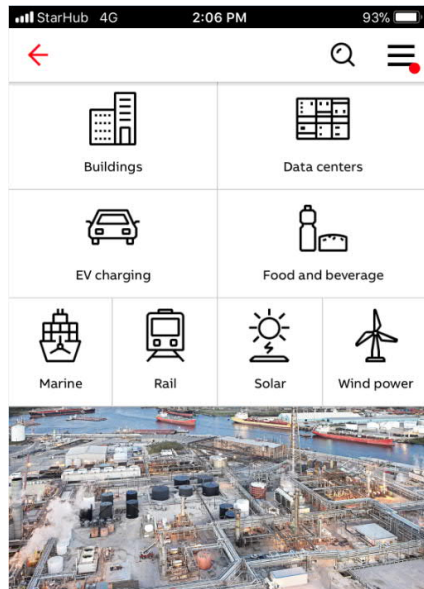 StarHub 4G 2:06 PM 93%
Buildings Data centers
EV charging Food and beverage
Marine Rail Solar Wind power